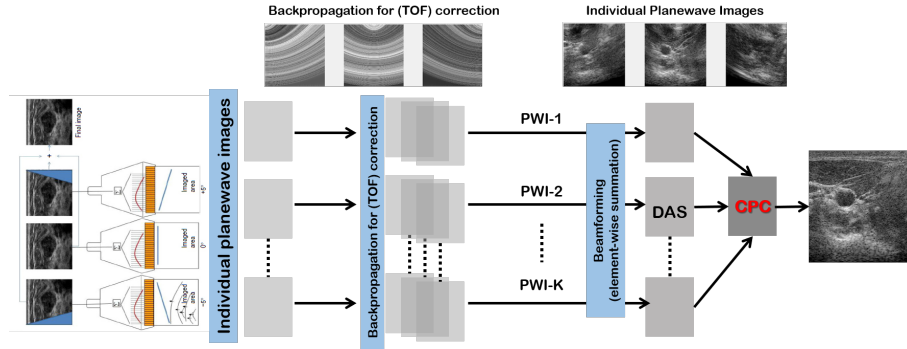 Backpropagation for (TOF) correction
Individual Planewave Images
Final image
+
+5°
Imaged
area
0°
Imaged
area
-5°
Imaged
area
Individual planewave images
Backpropagation for (TOF) correction
PWI-1
PWI-2
PWI-K
Beamforming
(element-wise summation)
DAS
CPC